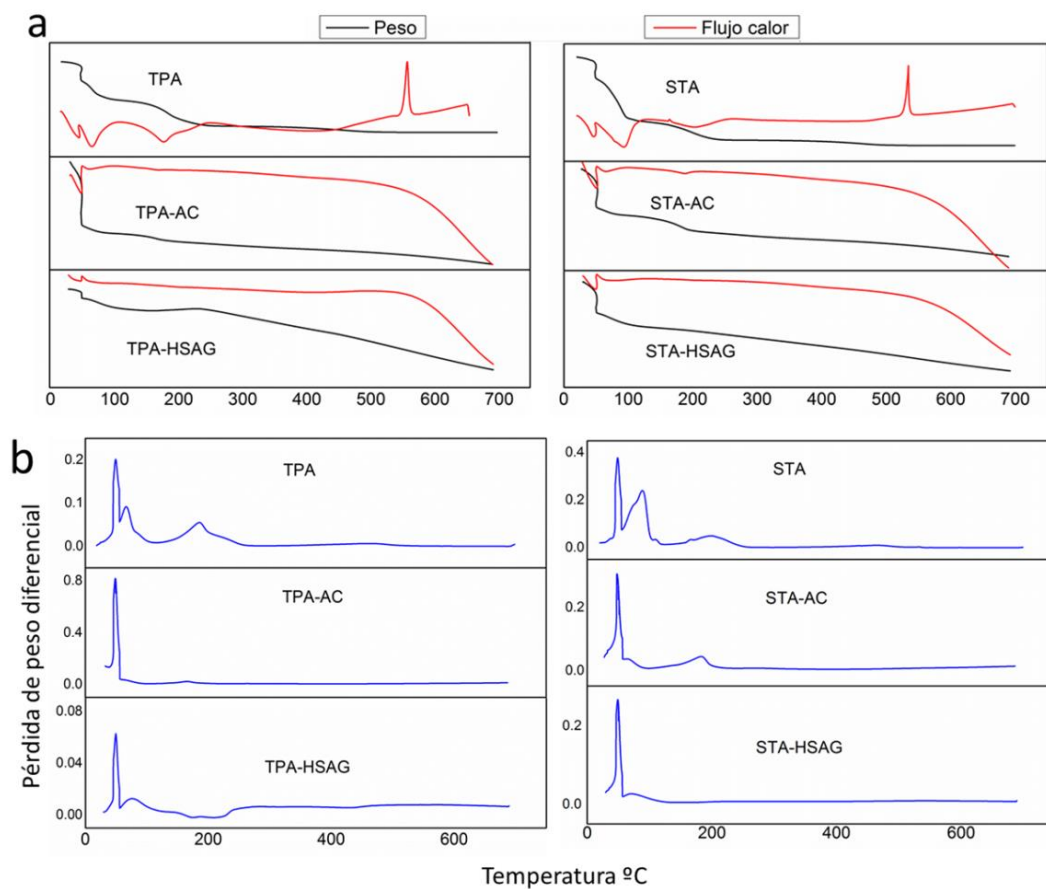 a
Peso
Flujo calor
TPA
STA
TPA-AC
STA-AC
TPA-HSAG
STA-HSAG
0 100 200 300 400 500 600 700
0 100 200 300 400 500 600 700
b
Pérdida de peso diferencial
0.2
0.1
0.0
TPA
0.4
0.2
0.0
STA
0.8
0.4
0.0
TPA-AC
0.2
0.0
STA-AC
0.08
0.04
0.00
TPA-HSAG
0.2
0.0
STA-HSAG
0 200 400 600
0 200 400 600
Temperatura ºC